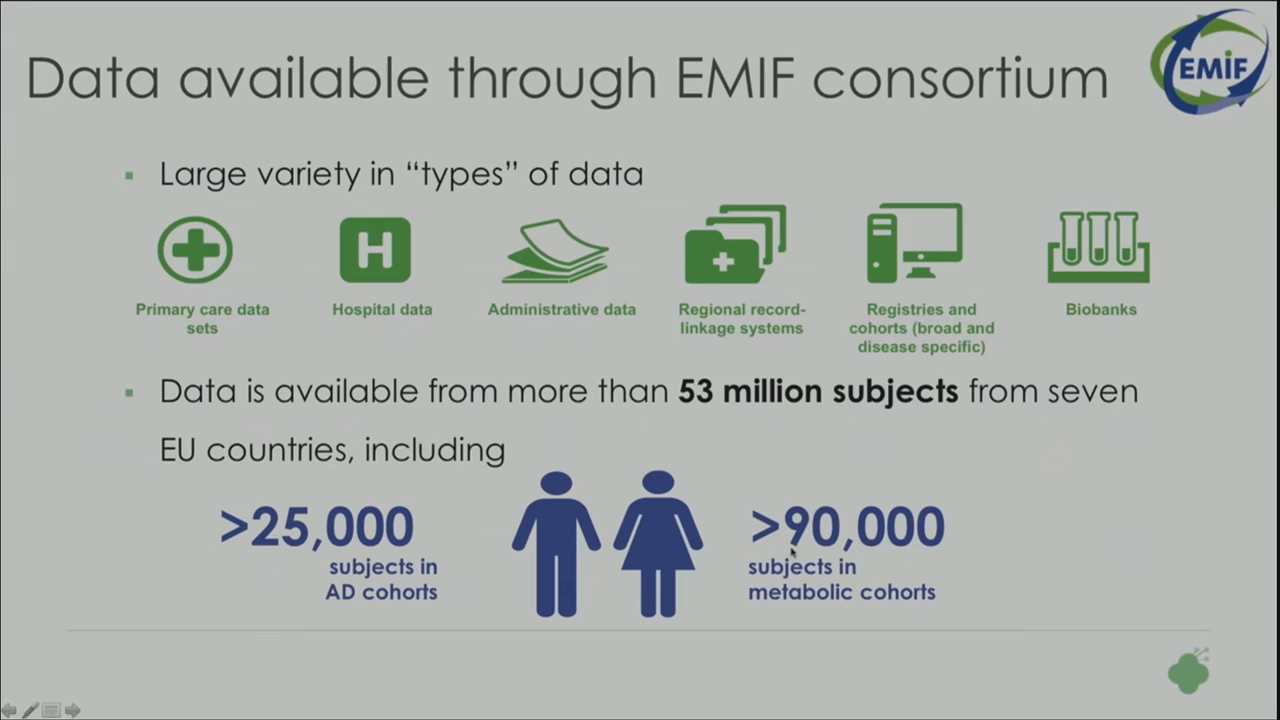 Data available through EMIF consortium
EMiF
Large variety in “types” of data
H
Primary care data
sets
Hospital data
Administrative data
Regional record-
linkage systems
Registries and
cohorts (broad and
disease specific)
Biobanks
Data is available from more than 53 million subjects from seven
EU countries, including
>25,000
subjects in
AD cohorts
>90,000
subjects in
metabolic cohorts